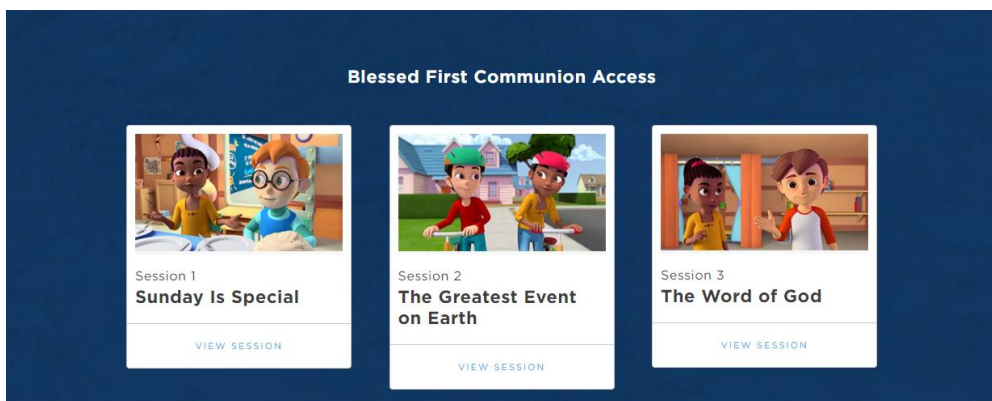 Blessed First Communion Access
Session 1
Sunday Is Special
VIEW SESSION
Session 2
The Greatest Event
on Earth
VIEW SESSION
Session 3
The Word of God
VIEW SESSION